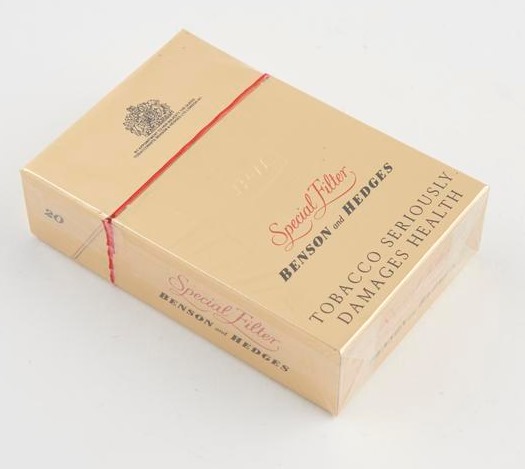 B&H
Special Filter
BENSON and HEDGES
TOBACCO SERIOUSLY
DAMAGES HEALTH
20
Special Filter
BENSON and HEDGES